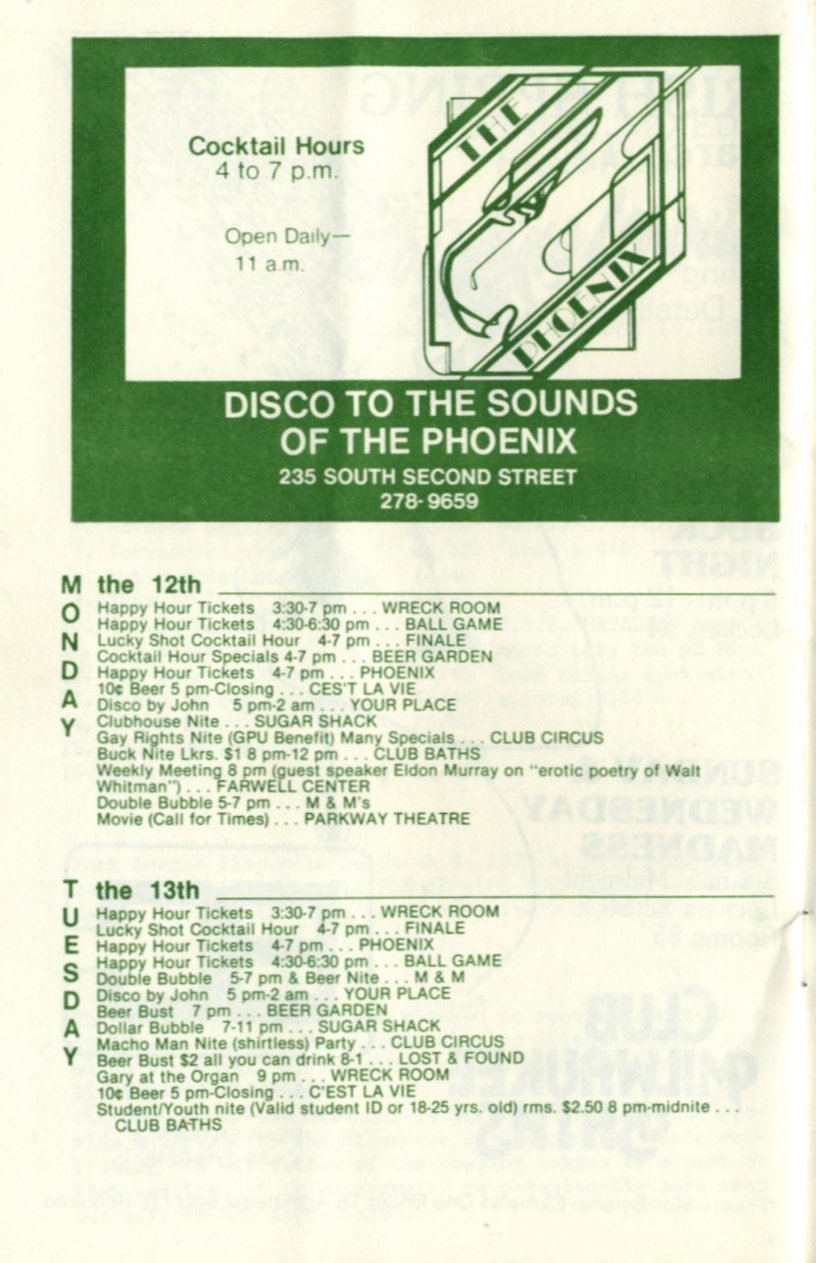 Cocktail Hours
4 to 7 p.m.
Open Daily—
11 a.m.
THE
PHOENIX
DISCO TO THE SOUNDS
OF THE PHOENIX
235 SOUTH SECOND STREET
278-9659
MONDAY
the 12th
Happy Hour Tickets 3:30-7 pm . . . WRECK ROOM
Happy Hour Tickets 4:30-6:30 pm . . . BALL GAME
Lucky Shot Cocktail Hour 4-7 pm . . . FINALE
Cocktail Hour Specials 4-7 pm . . . BEER GARDEN
Happy Hour Tickets 4-7 pm . . . PHOENIX
10¢ Beer 5 pm-Closing . . . CES'T LA VIE
Disco by John 5 pm-2 am . . . YOUR PLACE
Clubhouse Nite . . . SUGAR SHACK
Gay Rights Nite (GPU Benefit) Many Specials . . . CLUB CIRCUS
Buck Nite Lkrs. $1 8 pm-12 pm . . . CLUB BATHS
Weekly Meeting 8 pm (guest speaker Eldon Murray on "erotic poetry of Walt
Whitman") . . . FARWELL CENTER
Double Bubble 5-7 pm . . . M & M's
Movie (Call for Times) . . . PARKWAY THEATRE
TUESDAY
the 13th
Happy Hour Tickets 3:30-7 pm . . . WRECK ROOM
Lucky Shot Cocktail Hour 4-7 pm . . . FINALE
Happy Hour Tickets 4-7 pm . . . PHOENIX
Happy Hour Tickets 4:30-6:30 pm . . . BALL GAME
Double Bubble 5-7 pm & Beer Nite . . . M & M
Disco by John 5 pm-2 am . . . YOUR PLACE
Beer Bust 7 pm . . . BEER GARDEN
Dollar Bubble 7-11 pm . . . SUGAR SHACK
Macho Man Nite (shirtless) Party . . . CLUB CIRCUS
Beer Bust $2 all you can drink 8-1 . . . LOST & FOUND
Gary at the Organ 9 pm . . . WRECK ROOM
10¢ Beer 5 pm-Closing . . . C'EST LA VIE
Student/Youth nite (Valid student ID or 18-25 yrs. old) rms. $2.50 8 pm-midnite . . .
CLUB BATHS